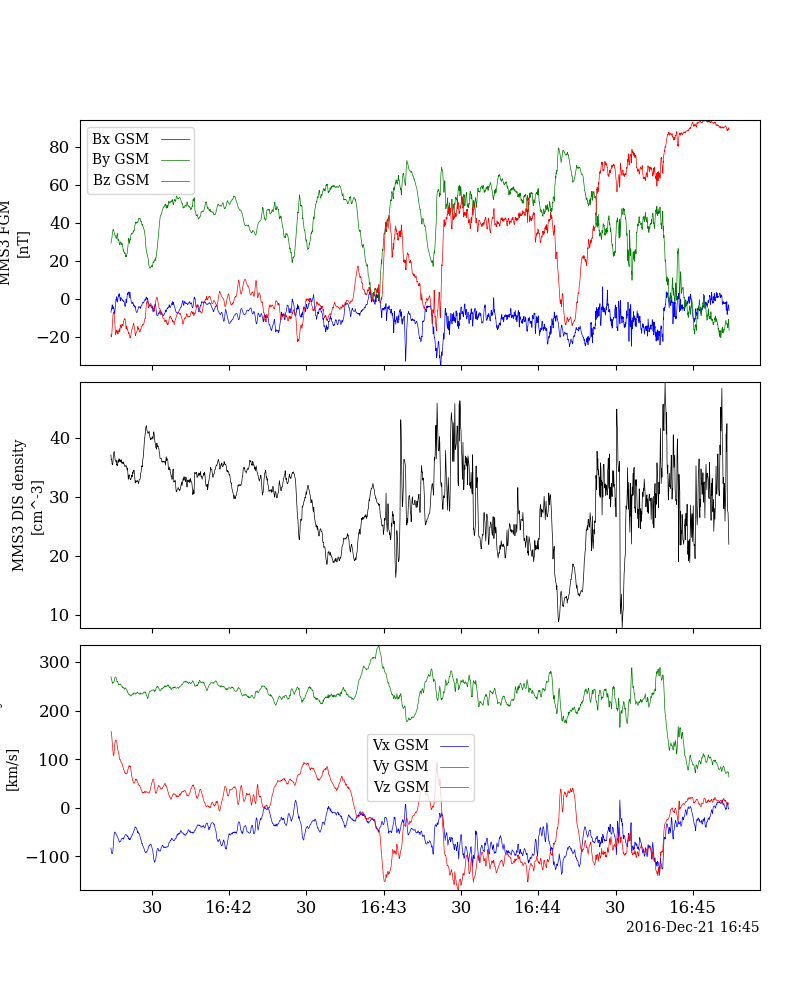 Bx GSM
By GSM
Bz GSM
80
60
40
20
0
−20
MMS3 FGM
[nT]
40
30
20
10
MMS3 DIS density
[cm^-3]
300
200
100
0
−100
[km/s]
Vx GSM
Vy GSM
Vz GSM
30 16:42 30 16:43 30 16:44 30 16:45
2016-Dec-21 16:45